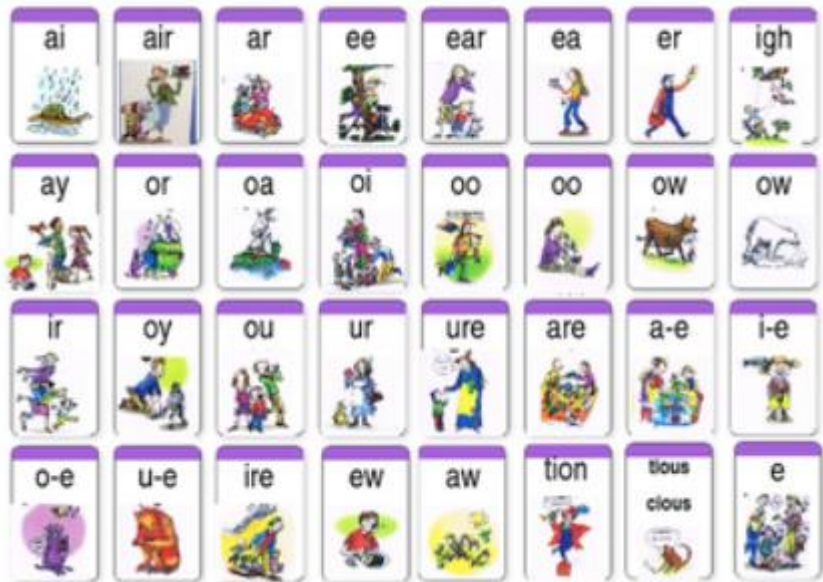 ai air ar ee ear ea er igh
ay or oa oi oo oo ow ow
ir oy ou ur ure are a-e i-e
o-e u-e ire ew aw tion tious e
cious